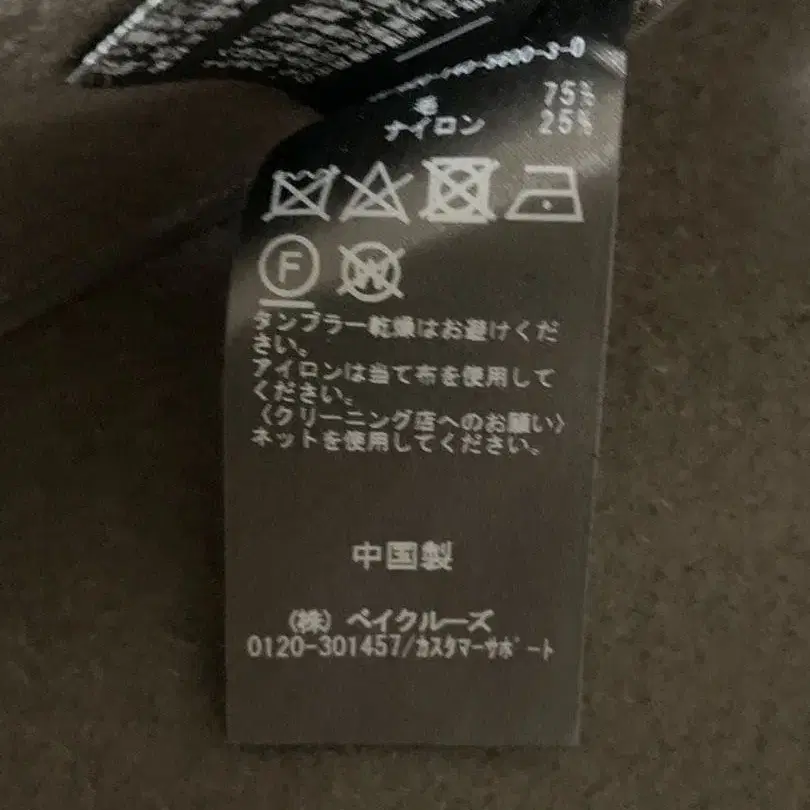 毛 75%
ナイロン 25%
F W
タンブラー乾燥はお避けくだ
さい。
アイロンは当て布を使用して
ください。
〈クリーニング店へのお願い〉
ネットを使用してください。
中国製
(株) ベイクルーズ
0120-301457/カスタマーサポート